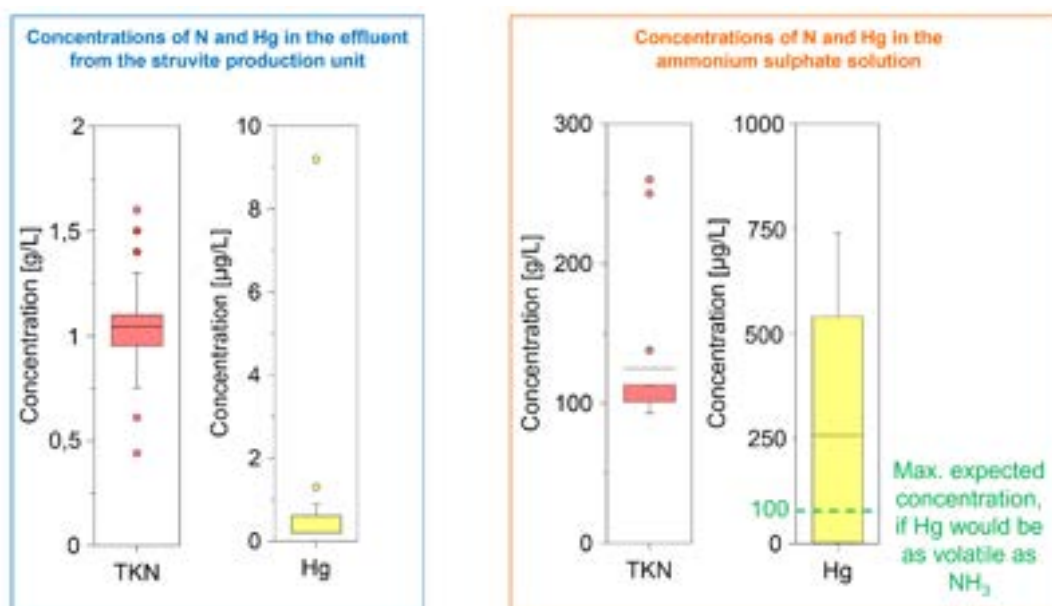 Concentrations of N and Hg in the effluent
from the struvite production unit
Concentration [g/L]
2
1,5
1
0,5
0
TKN
Concentration [µg/L]
10
8
6
4
2
0
Hg
Concentrations of N and Hg in the
ammonium sulphate solution
Concentration [g/L]
300
200
100
0
TKN
Concentration [µg/L]
1000
750
500
250
100
0
Hg
Max. expected
concentration,
if Hg would be
as volatile as
NH₃